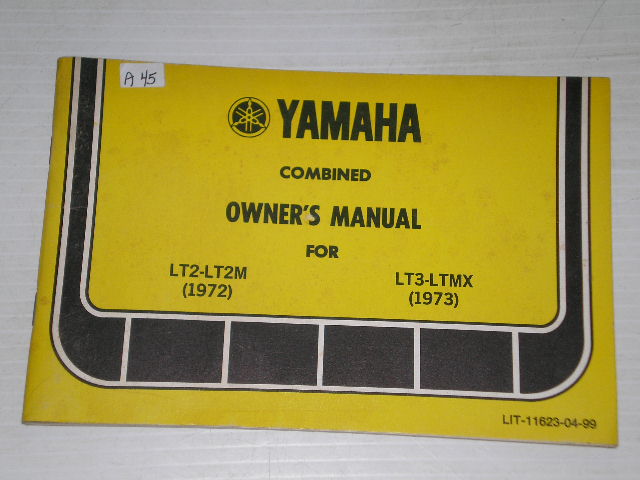 A 45
YAMAHA
COMBINED
OWNER'S MANUAL
FOR
LT2-LT2M
(1972)
LT3-LTMX
(1973)
LIT-11623-04-99